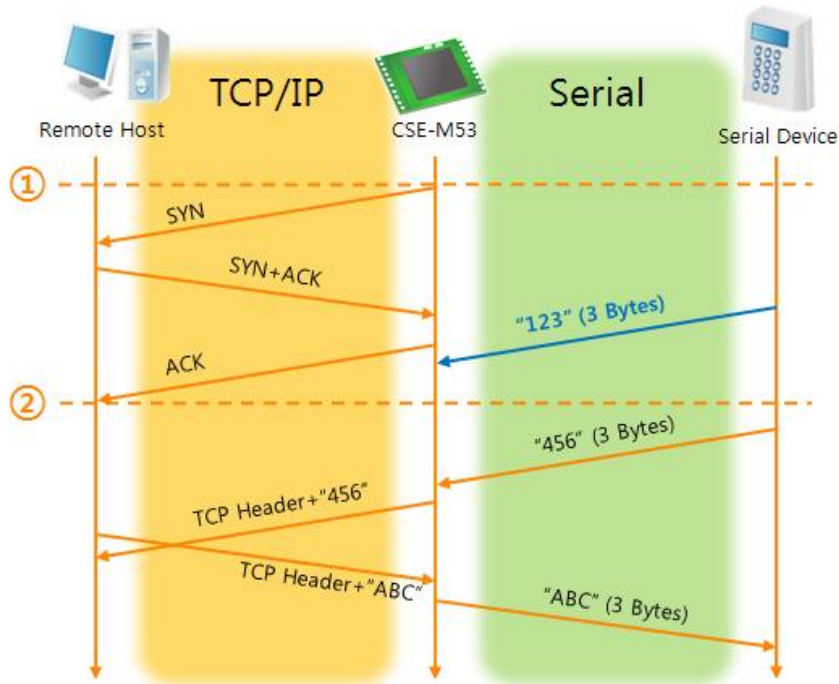 TCP/IP
Serial
Remote Host
CSE-M53
Serial Device
①
SYN
SYN+ACK
"123" (3 Bytes)
ACK
②
"456" (3 Bytes)
TCP Header+"456"
TCP Header+"ABC"
"ABC" (3 Bytes)